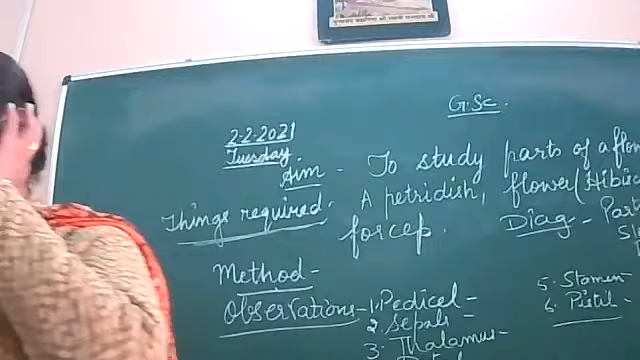 G.Sc.
2-2-2021
Tuesday.
Aim - To study parts of a flow
Things required - A petridish, flower (Hibisc
forcep.
Diag - Part
Method -
Observations - 1. Pedicel -
2. Sepals -
3. Thalamus -
5. Stamen -
6. Pistil -